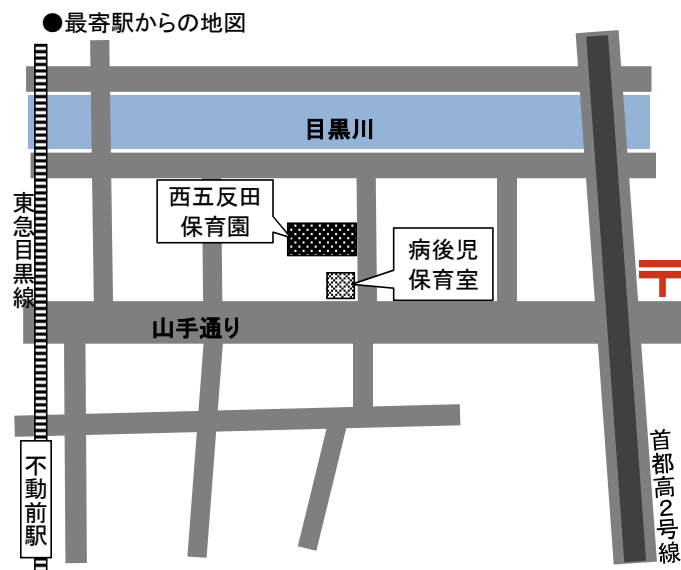 ●最寄駅からの地図
目黒川
東急目黒線
西五反田
保育園
病後児
保育室
山手通り
不動前駅
首都高2号線